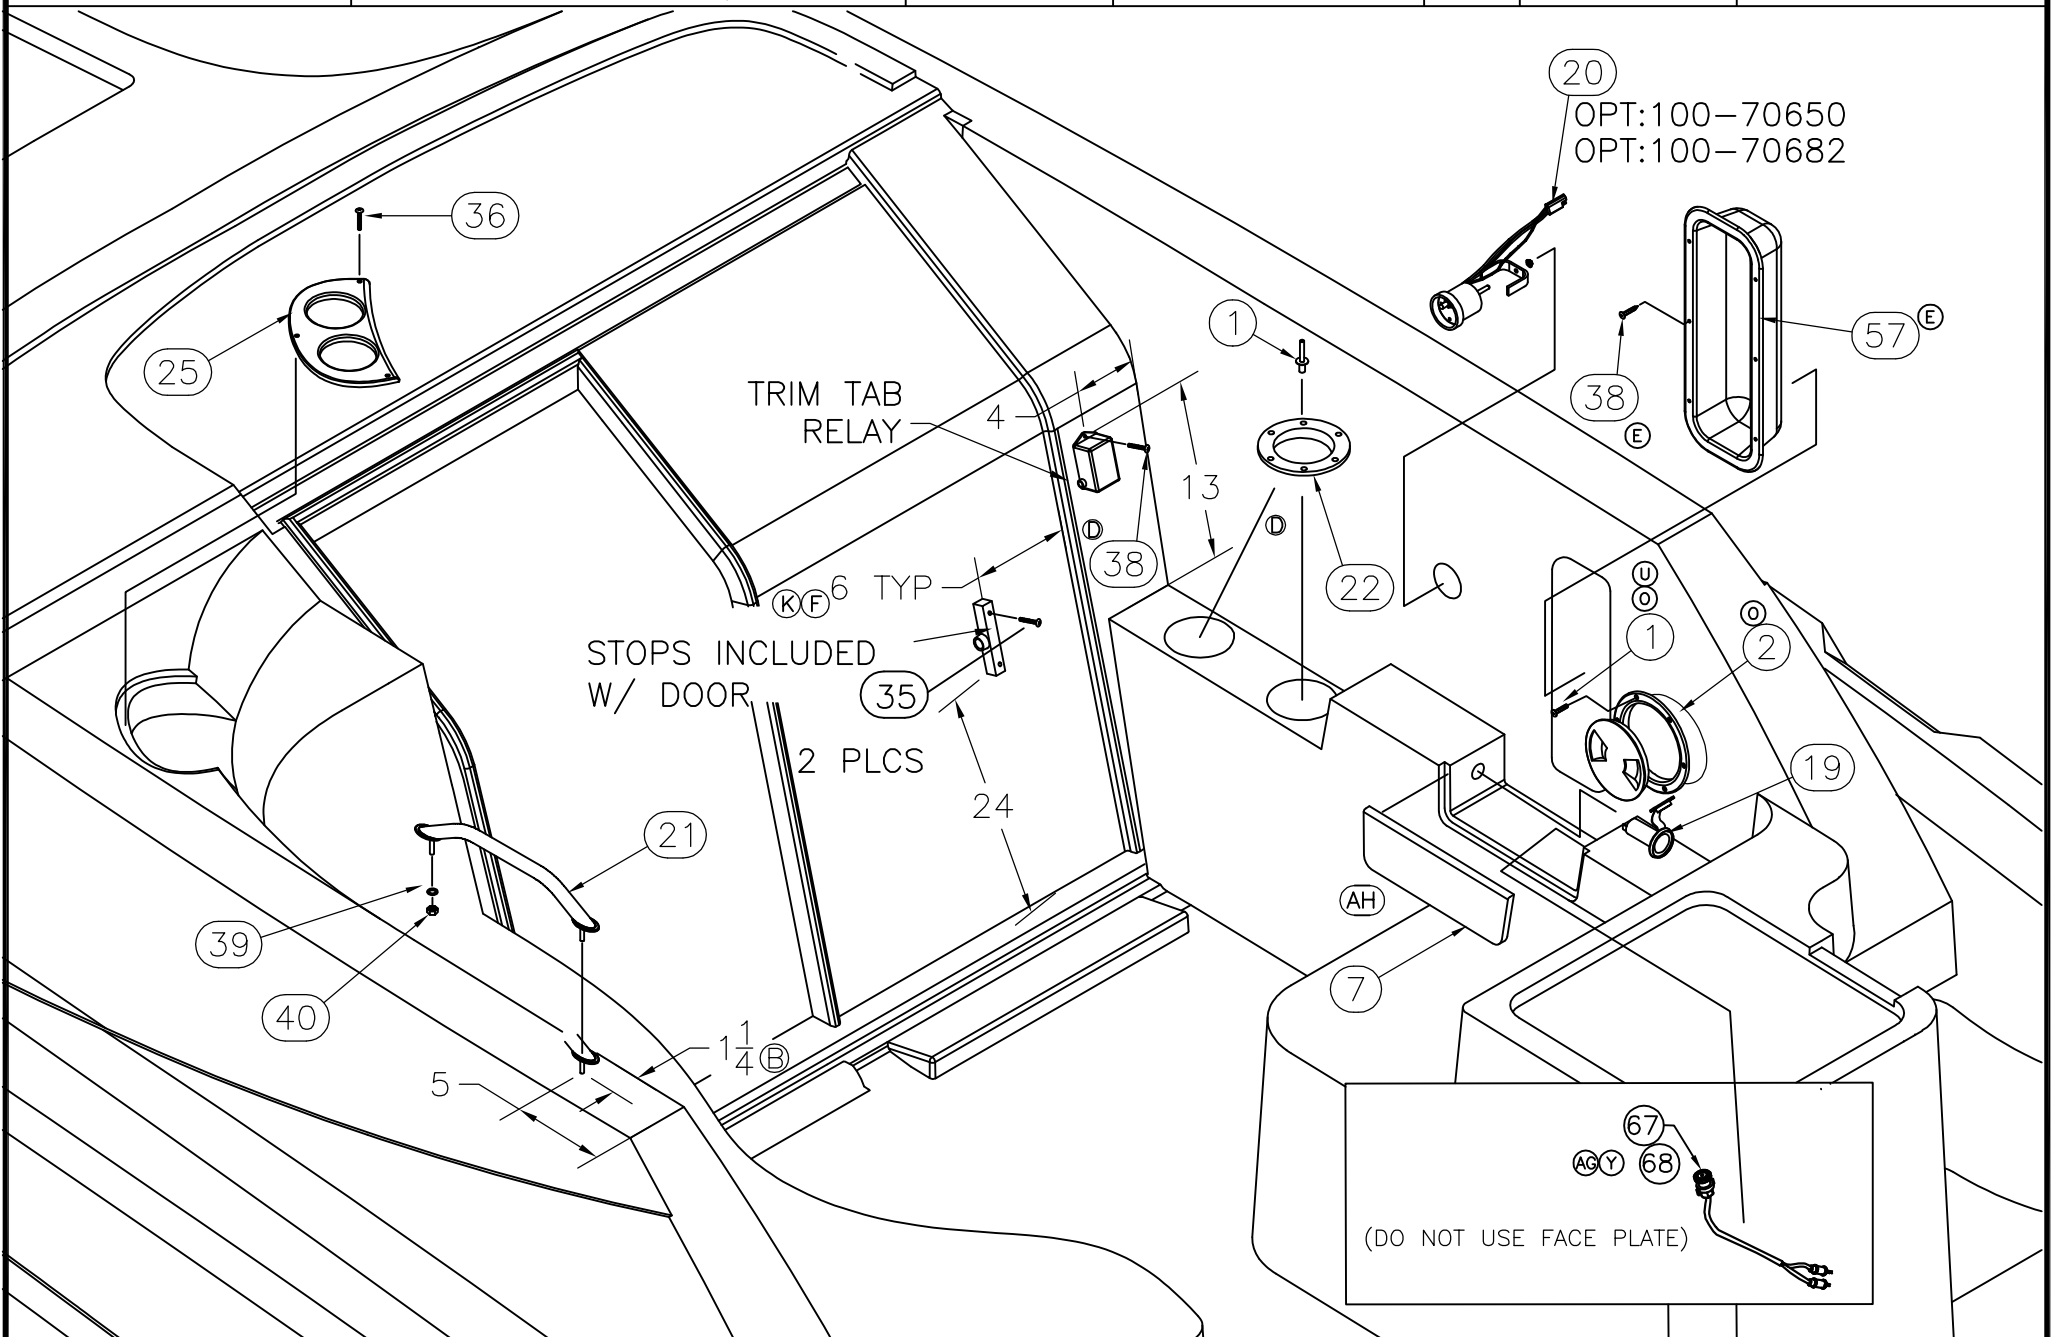 20
OPT:100-70650
OPT:100-70682
36
1
57
E
25
38
E
TRIM TAB
RELAY
4
13
D
38
D
22
K F
6 TYP
U
O
1
O
2
STOPS INCLUDED
W/ DOOR
35
2 PLCS
24
19
21
39
AH
7
40
1 1/4
B
5
67
AG Y 68
(DO NOT USE FACE PLATE)